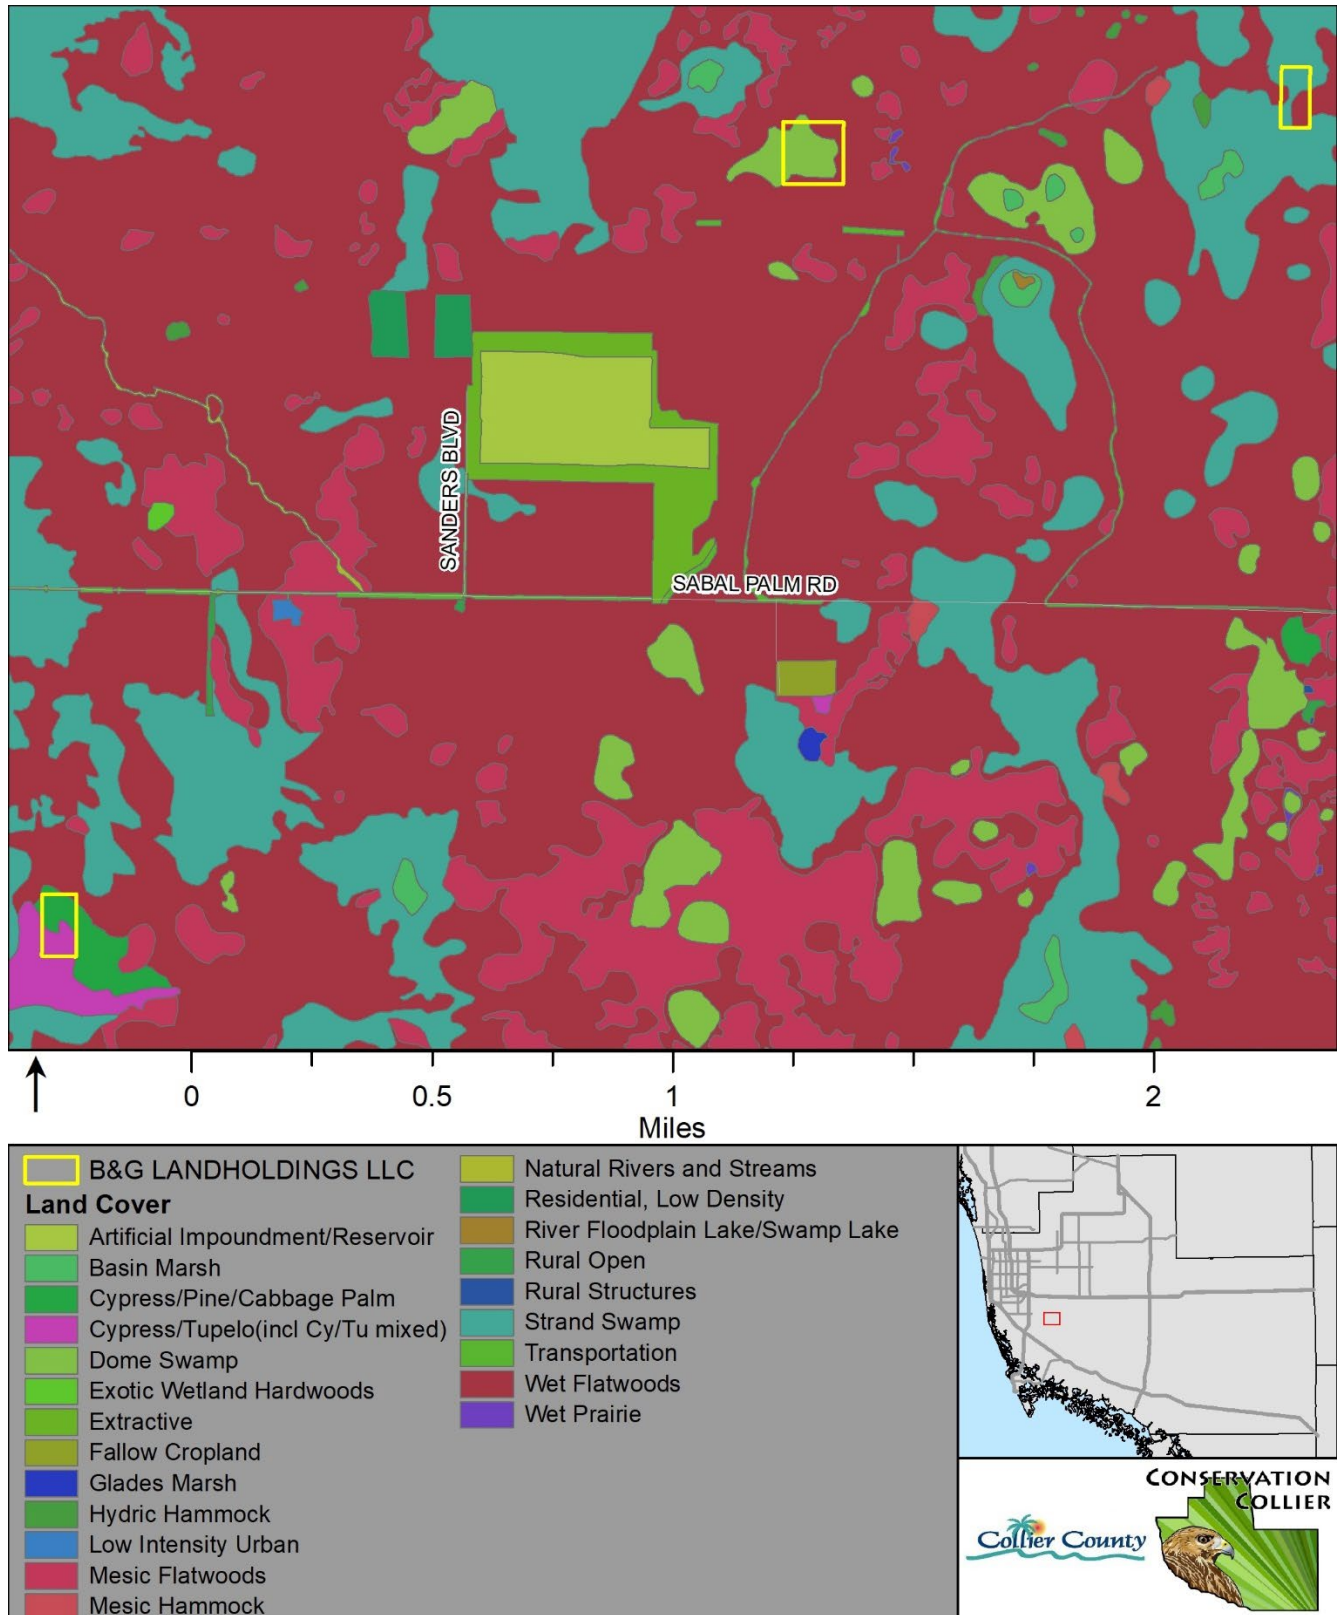 SANDERS BLVD
SABAL PALM RD
0 0.5 1 2
Miles
B&G LANDHOLDINGS LLC
Land Cover
Artificial Impoundment/Reservoir
Basin Marsh
Cypress/Pine/Cabbage Palm
Cypress/Tupelo(incl Cy/Tu mixed)
Dome Swamp
Exotic Wetland Hardwoods
Extractive
Fallow Cropland
Glades Marsh
Hydric Hammock
Low Intensity Urban
Mesic Flatwoods
Mesic Hammock
Natural Rivers and Streams
Residential, Low Density
River Floodplain Lake/Swamp Lake
Rural Open
Rural Structures
Strand Swamp
Transportation
Wet Flatwoods
Wet Prairie
CONSERVATION
COLLIER
Collier County